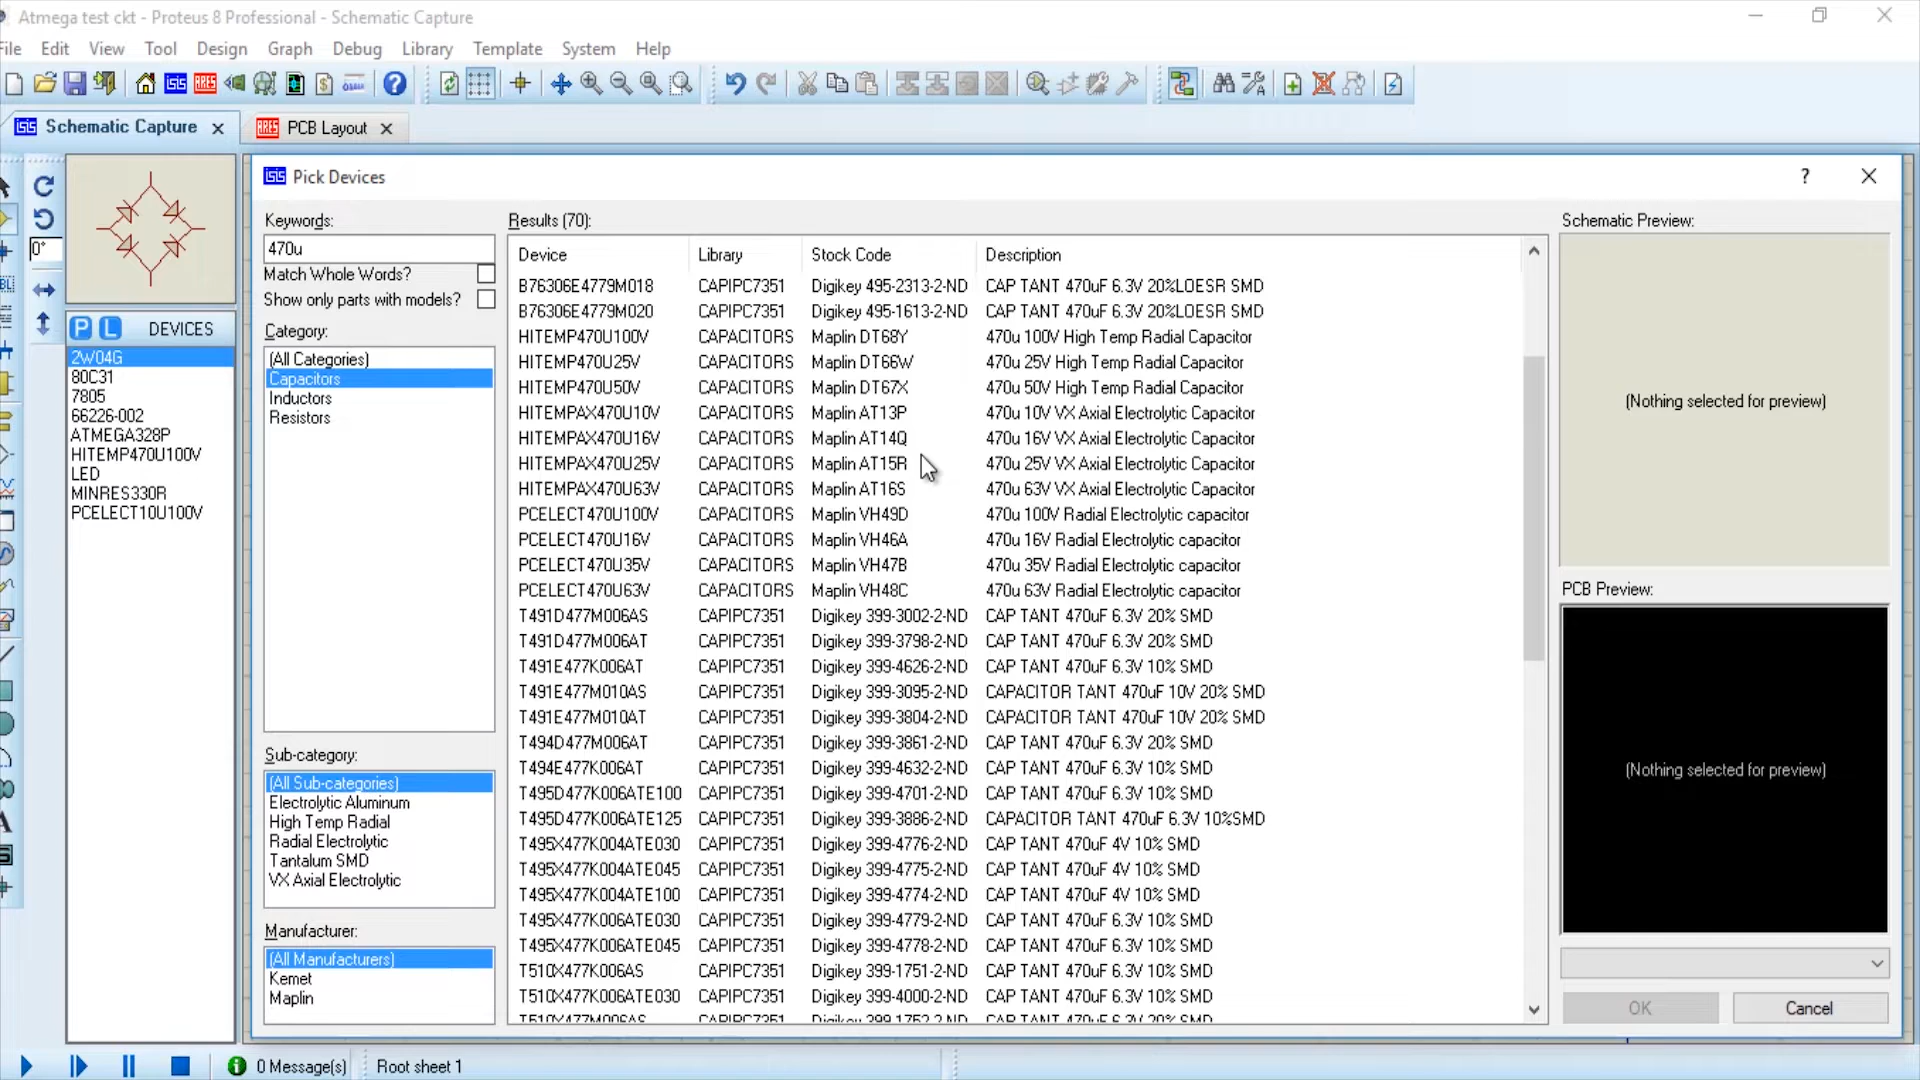 Atmega test ckt - Proteus 8 Professional - Schematic Capture
File Edit View Tool Design Graph Debug Library Template System Help
Schematic Capture PCB Layout
Pick Devices
Keywords: Results (70): Schematic Preview:
470u
Match Whole Words?
Show only parts with models?
0°
Device Library Stock Code Description
B76306E4779M018 CAPIPC7351 Digikey 495-2313-2-ND CAP TANT 470uF 6.3V 20%LOESR SMD
B76306E4779M020 CAPIPC7351 Digikey 495-1613-2-ND CAP TANT 470uF 6.3V 20%LOESR SMD
HITEMP470U100V CAPACITORS Maplin DT68Y 470u 100V High Temp Radial Capacitor
HITEMP470U25V CAPACITORS Maplin DT66W 470u 25V High Temp Radial Capacitor
HITEMP470U50V CAPACITORS Maplin DT67X 470u 50V High Temp Radial Capacitor
HITEMPAX470U10V CAPACITORS Maplin AT13P 470u 10V VX Axial Electrolytic Capacitor
HITEMPAX470U16V CAPACITORS Maplin AT14Q 470u 16V VX Axial Electrolytic Capacitor
HITEMPAX470U25V CAPACITORS Maplin AT15R 470u 25V VX Axial Electrolytic Capacitor
HITEMPAX470U63V CAPACITORS Maplin AT16S 470u 63V VX Axial Electrolytic Capacitor
PCELECT470U100V CAPACITORS Maplin VH49D 470u 100V Radial Electrolytic capacitor
PCELECT470U16V CAPACITORS Maplin VH46A 470u 16V Radial Electrolytic capacitor
PCELECT470U35V CAPACITORS Maplin VH47B 470u 35V Radial Electrolytic capacitor
PCELECT470U63V CAPACITORS Maplin VH48C 470u 63V Radial Electrolytic capacitor
T491D477M006AS CAPIPC7351 Digikey 399-3002-2-ND CAP TANT 470uF 6.3V 20% SMD
T491D477M006AT CAPIPC7351 Digikey 399-3798-2-ND CAP TANT 470uF 6.3V 20% SMD
T491E477K006AT CAPIPC7351 Digikey 399-4626-2-ND CAP TANT 470uF 6.3V 10% SMD
T491E477M010AS CAPIPC7351 Digikey 399-3095-2-ND CAPACITOR TANT 470uF 10V 20% SMD
T491E477M010AT CAPIPC7351 Digikey 399-3804-2-ND CAPACITOR TANT 470uF 10V 20% SMD
T494D477M006AT CAPIPC7351 Digikey 399-3861-2-ND CAP TANT 470uF 6.3V 20% SMD
T494E477K006AT CAPIPC7351 Digikey 399-4632-2-ND CAP TANT 470uF 6.3V 10% SMD
T495D477K006ATE100 CAPIPC7351 Digikey 399-4701-2-ND CAP TANT 470uF 6.3V 10% SMD
T495D477K006ATE125 CAPIPC7351 Digikey 399-3886-2-ND CAPACITOR TANT 470uF 6.3V 10%SMD
T495X477K004ATE030 CAPIPC7351 Digikey 399-4776-2-ND CAP TANT 470uF 4V 10% SMD
T495X477K004ATE045 CAPIPC7351 Digikey 399-4775-2-ND CAP TANT 470uF 4V 10% SMD
T495X477K004ATE100 CAPIPC7351 Digikey 399-4774-2-ND CAP TANT 470uF 4V 10% SMD
T495X477K006ATE030 CAPIPC7351 Digikey 399-4779-2-ND CAP TANT 470uF 6.3V 10% SMD
T495X477K006ATE045 CAPIPC7351 Digikey 399-4778-2-ND CAP TANT 470uF 6.3V 10% SMD
T510X477K006AS CAPIPC7351 Digikey 399-1751-2-ND CAP TANT 470uF 6.3V 10% SMD
T510X477K006ATE030 CAPIPC7351 Digikey 399-4000-2-ND CAP TANT 470uF 6.3V 10% SMD
T510X477M006AS CAPIPC7351 Digikey 399-1752-2-ND CAP TANT 470uF 6.3V 20% SMD
P L DEVICES
2W04G
80C31
7805
66226-002
ATMEGA328P
HITEMP470U100V
LED
MINRES330R
PCELECT10U100V
Category:
(All Categories)
Capacitors
Inductors
Resistors
Sub-category:
(All Sub-categories)
Electrolytic Aluminum
High Temp Radial
Radial Electrolytic
Tantalum SMD
VX Axial Electrolytic
Manufacturer:
(All Manufacturers)
Kemet
Maplin
(Nothing selected for preview)
PCB Preview:
(Nothing selected for preview)
OK Cancel
0 Message(s) Root sheet 1